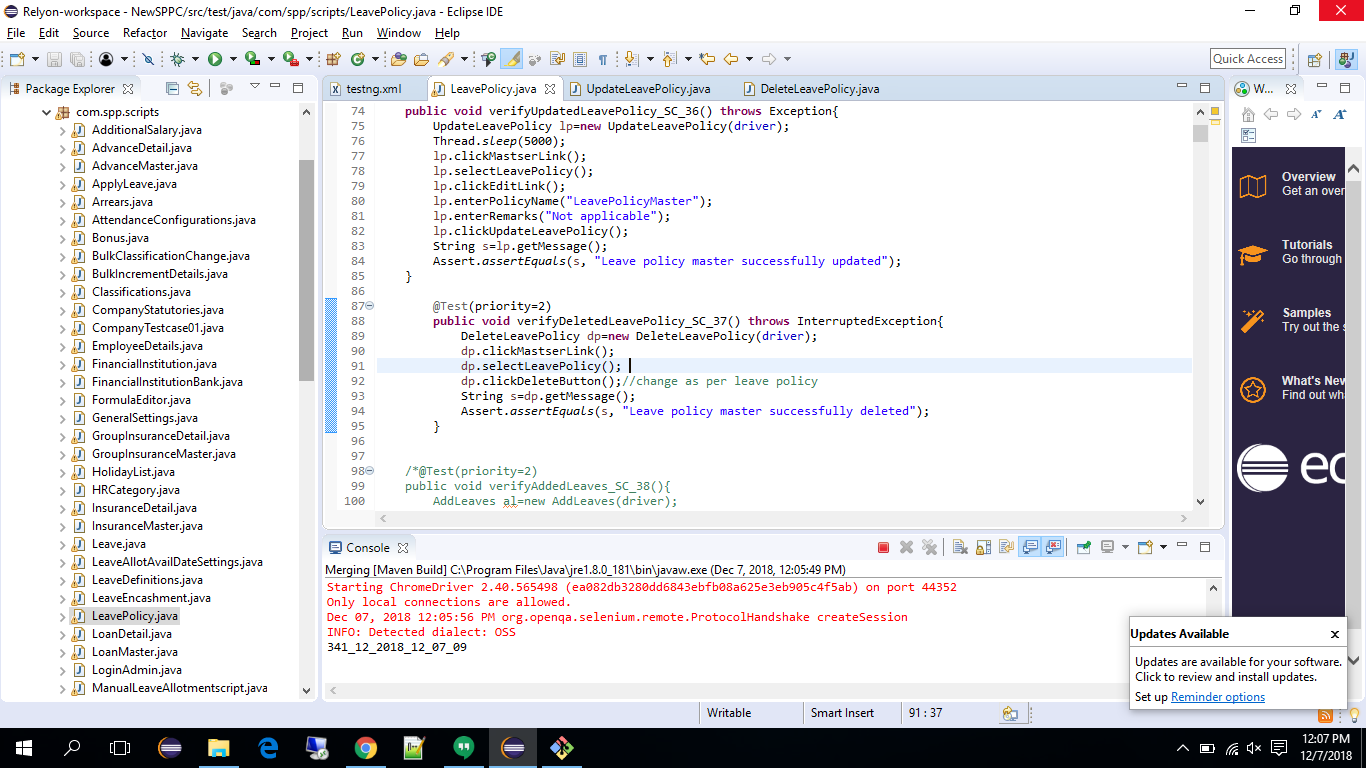 Relyon-workspace - NewSPPC/src/test/java/com/spp/scripts/LeavePolicy.java - Eclipse IDE
File Edit Source Refactor Navigate Search Project Run Window Help
Quick Access
Package Explorer
com.spp.scripts
AdditionalSalary.java
AdvanceDetail.java
AdvanceMaster.java
ApplyLeave.java
Arrears.java
AttendanceConfigurations.java
Bonus.java
BulkClassificationChange.java
BulkIncrementDetails.java
Classifications.java
CompanyStatutories.java
CompanyTestcase01.java
EmployeeDetails.java
FinancialInstitution.java
FinancialInstitutionBank.java
FormulaEditor.java
GeneralSettings.java
GroupInsuranceDetail.java
GroupInsuranceMaster.java
HolidayList.java
HRCategory.java
InsuranceDetail.java
InsuranceMaster.java
Leave.java
LeaveAllotAvailDateSettings.java
LeaveDefinitions.java
LeaveEncashment.java
LeavePolicy.java
LoanDetail.java
LoanMaster.java
LoginAdmin.java
ManualLeaveAllotmentscript.java
testng.xml LeavePolicy.java UpdateLeavePolicy.java DeleteLeavePolicy.java
74 public void verifyUpdatedLeavePolicy_SC_36() throws Exception{
75 UpdateLeavePolicy lp=new UpdateLeavePolicy(driver);
76 Thread.sleep(5000);
77 lp.clickMastserLink();
78 lp.selectLeavePolicy();
79 lp.clickEditLink();
80 lp.enterPolicyName("LeavePolicyMaster");
81 lp.enterRemarks("Not applicable");
82 lp.clickUpdateLeavePolicy();
83 String s=lp.getMessage();
84 Assert.assertEquals(s, "Leave policy master successfully updated");
85 }
86
87 @Test(priority=2)
88 public void verifyDeletedLeavePolicy_SC_37() throws InterruptedException{
89 DeleteLeavePolicy dp=new DeleteLeavePolicy(driver);
90 dp.clickMastserLink();
91 dp.selectLeavePolicy();
92 dp.clickDeleteButton();//change as per leave policy
93 String s=dp.getMessage();
94 Assert.assertEquals(s, "Leave policy master successfully deleted");
95 }
96
97
98 /*@Test(priority=2)
99 public void verifyAddedLeaves_SC_38(){
100 AddLeaves al=new AddLeaves(driver);
Console
Merging [Maven Build] C:\Program Files\Java\jre1.8.0_181\bin\javaw.exe (Dec 7, 2018, 12:05:49 PM)
Starting ChromeDriver 2.40.565498 (ea082db3280dd6843ebfb08a625e3eb905c4f5ab) on port 44352
Only local connections are allowed.
Dec 07, 2018 12:05:56 PM org.openqa.selenium.remote.ProtocolHandshake createSession
INFO: Detected dialect: OSS
341_12_2018_12_07_09
W...
Overview
Get an over
Tutorials
Go through
Samples
Try out the s
What's New
Find out wh
ec
Updates Available
Updates are available for your software.
Click to review and install updates.
Set up Reminder options
Writable Smart Insert 91 : 37
12:07 PM
12/7/2018